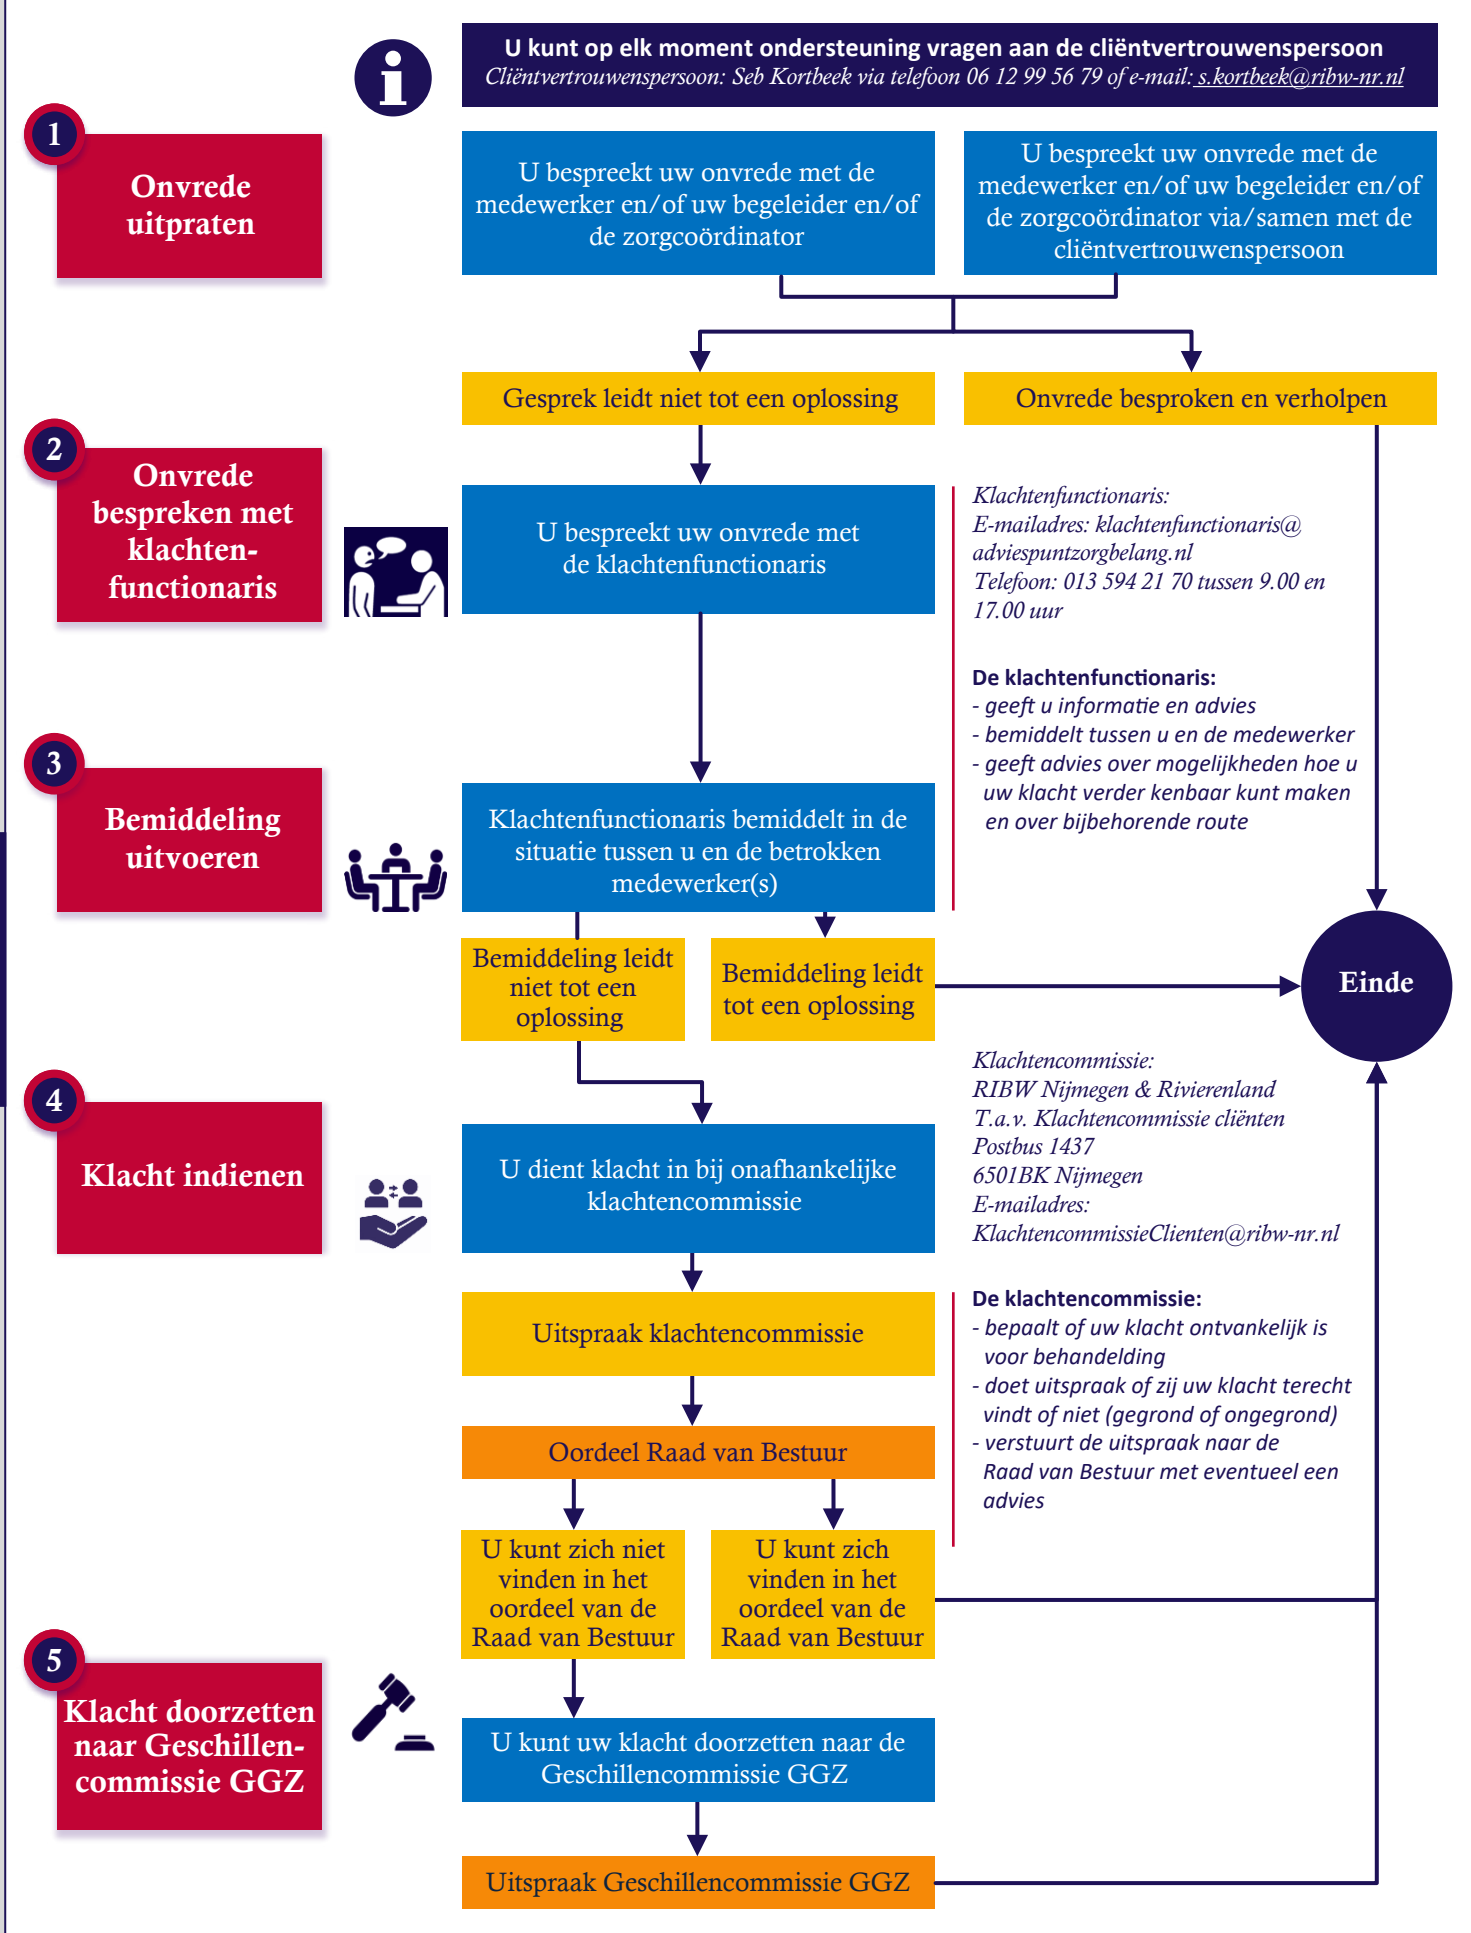 U kunt op elk moment ondersteuning vragen aan de cliëntvertrouwenspersoon
Cliëntvertrouwenspersoon: Seb Kortbeek via telefoon 06 12 99 56 79 of e-mail: s.kortbeek@ribw-nr.nl
1
Onvrede
uitpraten
U bespreekt uw onvrede met de
medewerker en/of uw begeleider en/of
de zorgcoördinator
U bespreekt uw onvrede met de
medewerker en/of uw begeleider en/of
de zorgcoördinator via/samen met de
cliëntvertrouwenspersoon
Gesprek leidt niet tot een oplossing
Onvrede besproken en verholpen
2
Onvrede
bespreken met
klachten-
functionaris
U bespreekt uw onvrede met
de klachtenfunctionaris
Klachtenfunctionaris:
E-mailadres: klachtenfunctionaris@
adviespuntzorgbelang.nl
Telefoon: 013 594 21 70 tussen 9.00 en
17.00 uur
De klachtenfunctionaris:
- geeft u informatie en advies
- bemiddelt tussen u en de medewerker
- geeft advies over mogelijkheden hoe u
uw klacht verder kenbaar kunt maken
en over bijbehorende route
3
Bemiddeling
uitvoeren
Klachtenfunctionaris bemiddelt in de
situatie tussen u en de betrokken
medewerker(s)
Bemiddeling leidt
niet tot een
oplossing
Bemiddeling leidt
tot een oplossing
Einde
4
Klacht indienen
U dient klacht in bij onafhankelijke
klachtencommissie
Klachtencommissie:
RIBW Nijmegen & Rivierenland
T.a.v. Klachtencommissie cliënten
Postbus 1437
6501BK Nijmegen
E-mailadres:
KlachtencommissieClienten@ribw-nr.nl
Uitspraak klachtencommissie
De klachtencommissie:
- bepaalt of uw klacht ontvankelijk is
voor behandelding
- doet uitspraak of zij uw klacht terecht
vindt of niet (gegrond of ongegrond)
- verstuurt de uitspraak naar de
Raad van Bestuur met eventueel een
advies
Oordeel Raad van Bestuur
U kunt zich niet
vinden in het
oordeel van de
Raad van Bestuur
U kunt zich
vinden in het
oordeel van de
Raad van Bestuur
5
Klacht doorzetten
naar Geschillen-
commissie GGZ
U kunt uw klacht doorzetten naar de
Geschillencommissie GGZ
Uitspraak Geschillencommissie GGZ